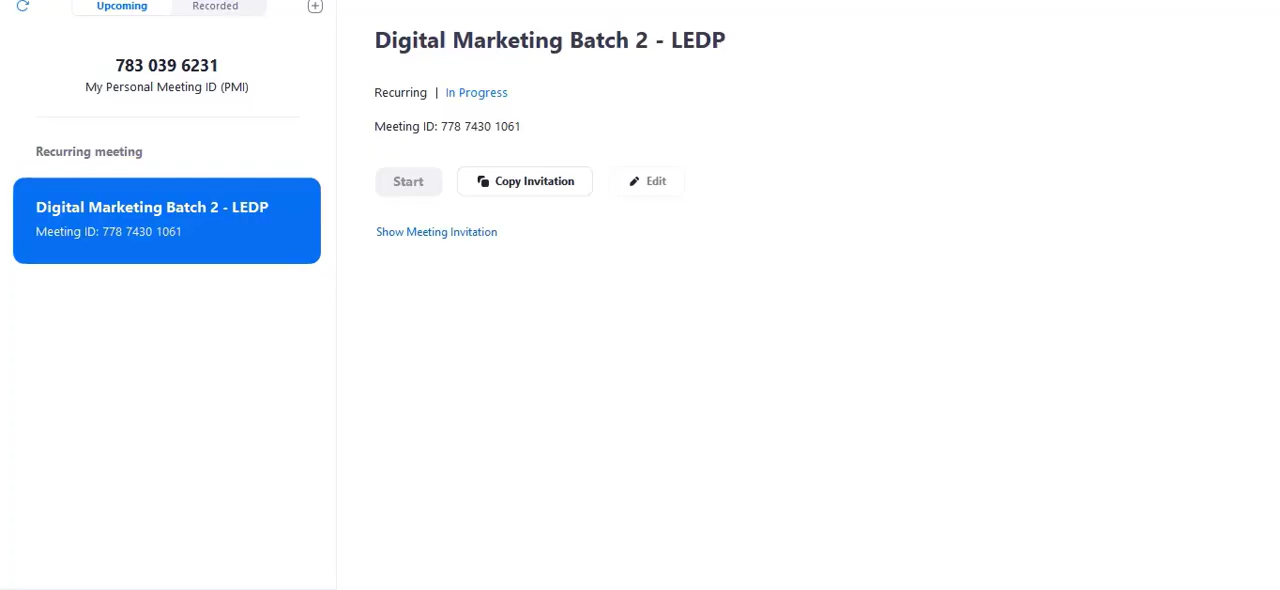 Upcoming
Recorded
783 039 6231
My Personal Meeting ID (PMI)
Recurring meeting
Digital Marketing Batch 2 - LEDP
Meeting ID: 778 7430 1061
Digital Marketing Batch 2 - LEDP
Recurring | In Progress
Meeting ID: 778 7430 1061
Start
Copy Invitation
Edit
Show Meeting Invitation